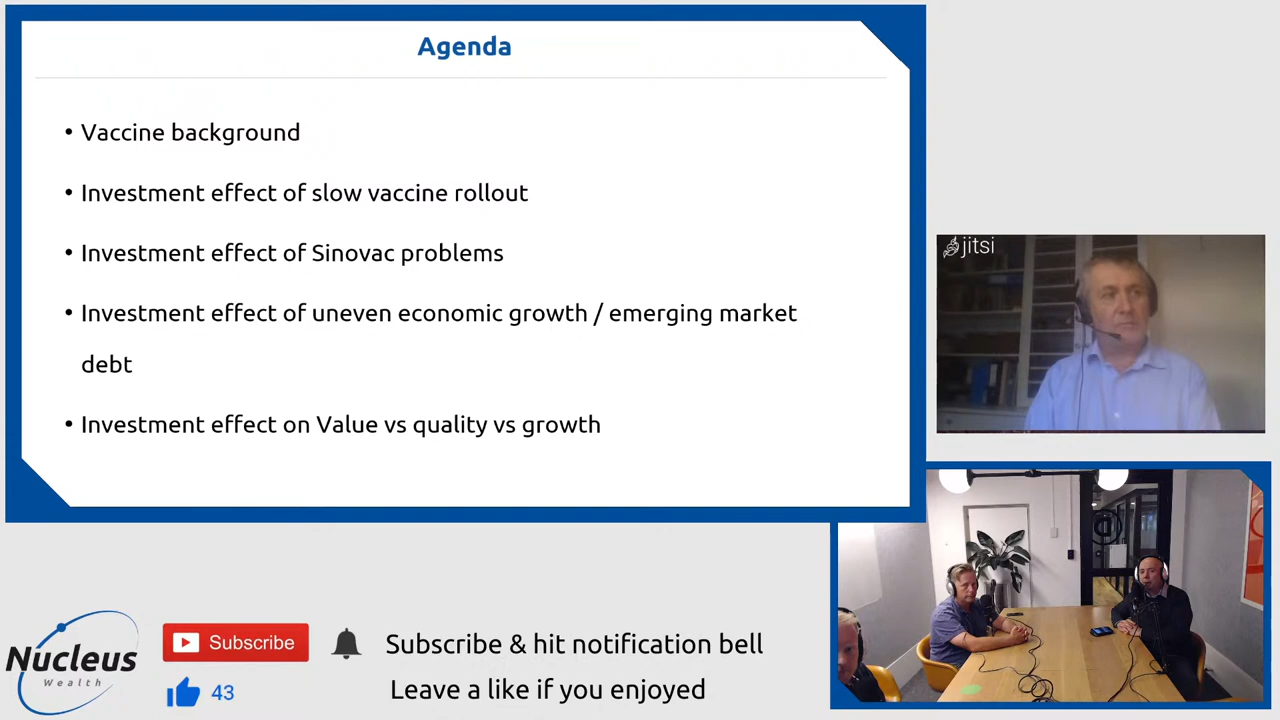 Agenda
• Vaccine background
• Investment effect of slow vaccine rollout
• Investment effect of Sinovac problems
• Investment effect of uneven economic growth / emerging market
debt
• Investment effect on Value vs quality vs growth
jitsi
Nucleus
Wealth
Subscribe
43
Subscribe & hit notification bell
Leave a like if you enjoyed